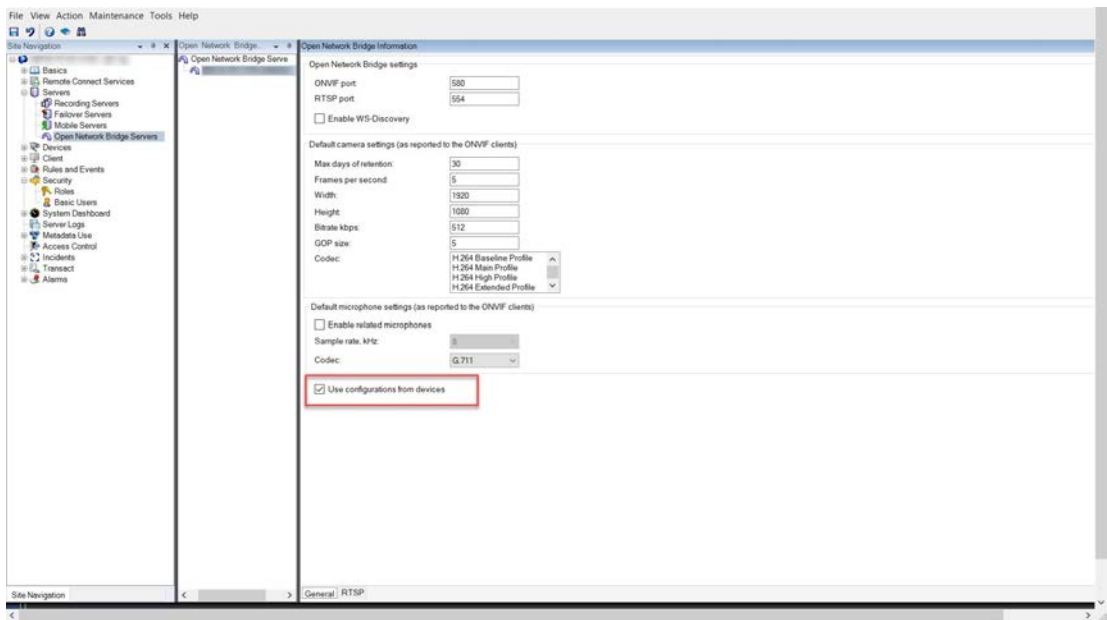 File View Action Maintenance Tools Help
Site Navigation
Basics
Remote Connect Services
Servers
Recording Servers
Failover Servers
Mobile Servers
Open Network Bridge Servers
Devices
Client
Rules and Events
Security
Roles
Basic Users
System Dashboard
Server Logs
Metadata Use
Access Control
Incidents
Transact
Alarms
Site Navigation
Open Network Bridge...
Open Network Bridge Serve
Open Network Bridge Information
Open Network Bridge settings
ONVIF port: 580
RTSP port: 554
Enable WS-Discovery
Default camera settings (as reported to the ONVIF clients)
Max days of retention: 30
Frames per second: 5
Width: 1920
Height: 1080
Bitrate kbps: 512
GOP size: 5
Codec: H.264 Baseline Profile
H.264 Main Profile
H.264 High Profile
H.264 Extended Profile
Default microphone settings (as reported to the ONVIF clients)
Enable related microphones
Sample rate, kHz: 8
Codec: G.711
Use configurations from devices
General RTSP